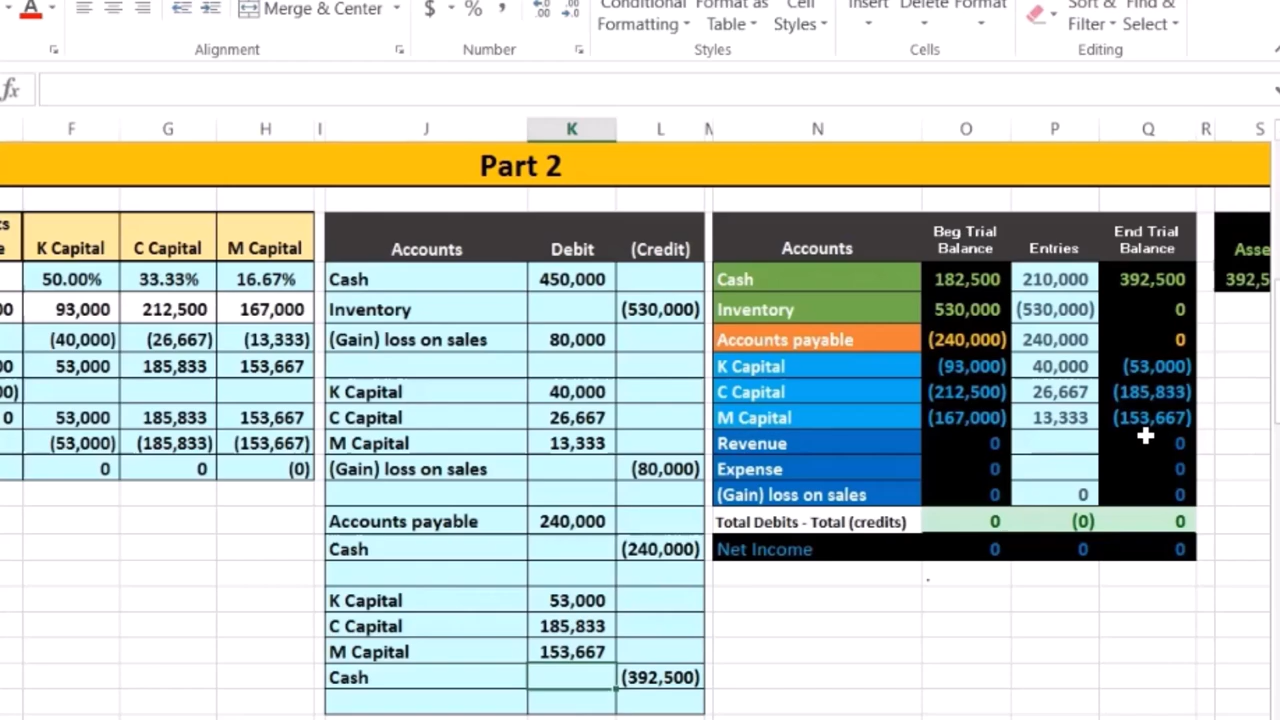 A Merge & Center $ % , .00 .0 Conditional Format as Cell Insert Delete Format Sort & Find &
Formatting Table Styles Filter Select
Alignment Number Styles Cells Editing
fx
F G H I J K L M N O P Q R S
Part 2
K Capital C Capital M Capital Accounts Debit (Credit) Accounts Beg Trial Balance Entries End Trial Balance Asse
50.00% 33.33% 16.67% Cash 450,000 Cash 182,500 210,000 392,500 392,5
00 93,000 212,500 167,000 Inventory (530,000) Inventory 530,000 (530,000) 0
(40,000) (26,667) (13,333) (Gain) loss on sales 80,000 Accounts payable (240,000) 240,000 0
00 53,000 185,833 153,667 K Capital (93,000) 40,000 (53,000)
00) K Capital 40,000 C Capital (212,500) 26,667 (185,833)
0 53,000 185,833 153,667 C Capital 26,667 M Capital (167,000) 13,333 (153,667)
(53,000) (185,833) (153,667) M Capital 13,333 Revenue 0 0
0 0 (0) (Gain) loss on sales (80,000) Expense 0 0
(Gain) loss on sales 0 0 0
Accounts payable 240,000 Total Debits - Total (credits) 0 (0) 0
Cash (240,000) Net Income 0 0 0
K Capital 53,000
C Capital 185,833
M Capital 153,667
Cash (392,500)